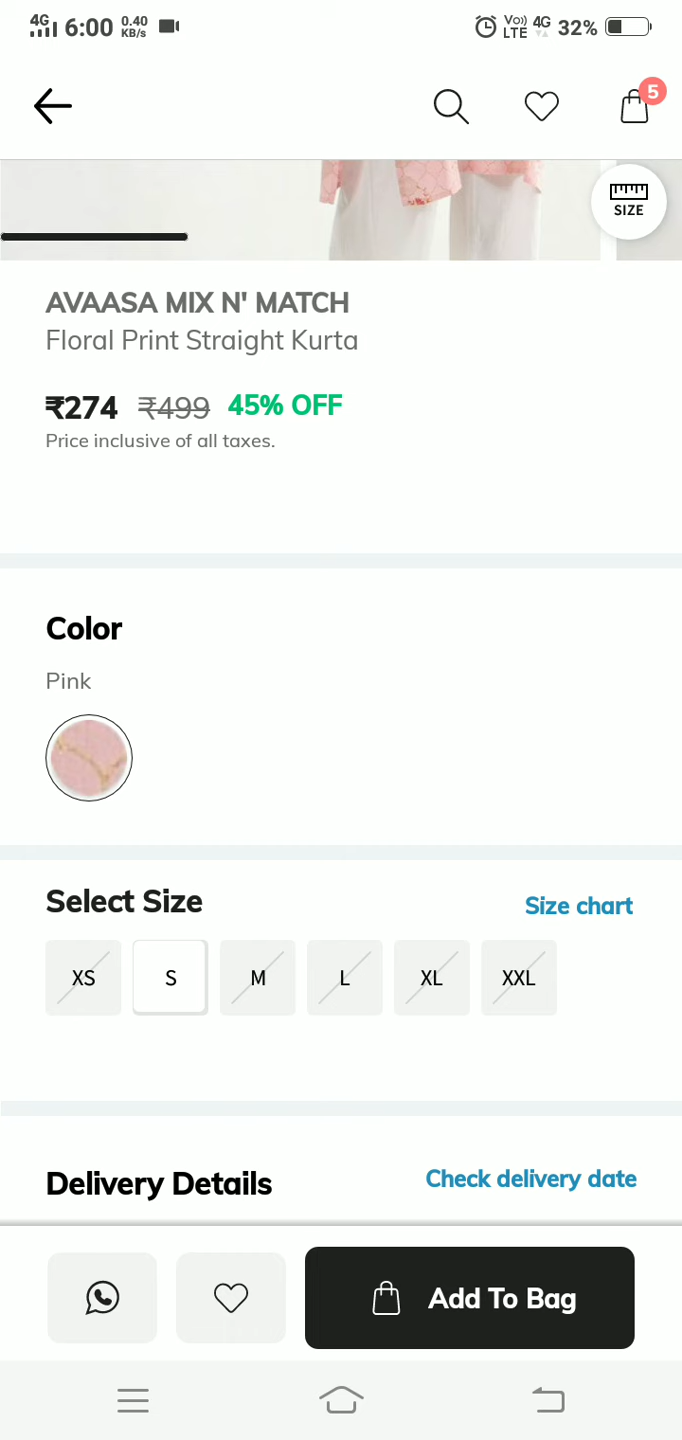 4G 6:00 0.40 KB/s Vo)) LTE 4G 32%
5
SIZE
AVAASA MIX N' MATCH
Floral Print Straight Kurta
₹274 ₹499 45% OFF
Price inclusive of all taxes.
Color
Pink
Select Size Size chart
XS S M L XL XXL
Delivery Details Check delivery date
Add To Bag